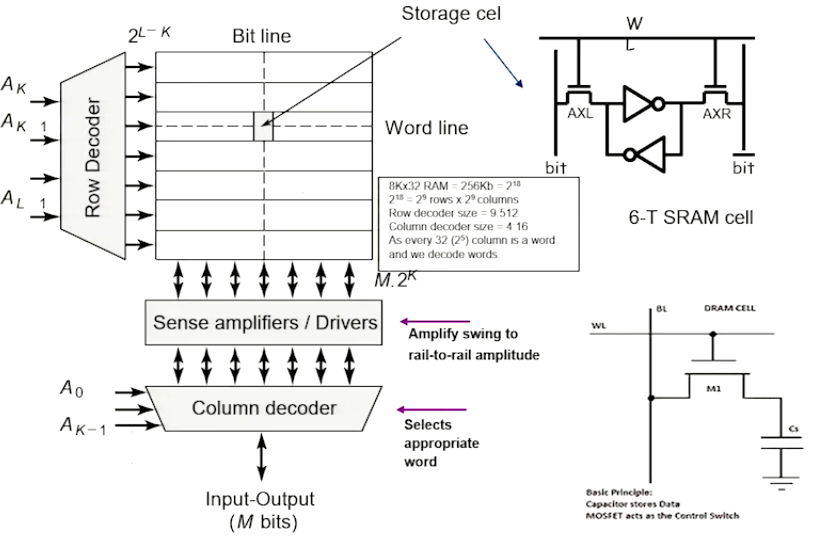 2^{L-K}
Bit line
Storage cel
A_K
A_{K 1}
A_{L 1}
Row Decoder
Word line
M.2^K
8Kx32 RAM = 256Kb = 2^{18}
2^{18} = 2^9 rows x 2^9 columns
Row decoder size = 9 512
Column decoder size = 4 16
As every 32 (2^5) column is a word
and we decode words
Sense amplifiers / Drivers
Amplify swing to
rail-to-rail amplitude
A_0
A_{K-1}
Column decoder
Selects
appropriate
word
Input-Output
(M bits)
W
L
AXL
AXR
bit
bit
6-T SRAM cell
BL
DRAM CELL
WL
M1
Cs
Basic Principle:
Capacitor stores Data
MOSFET acts as the Control Switch